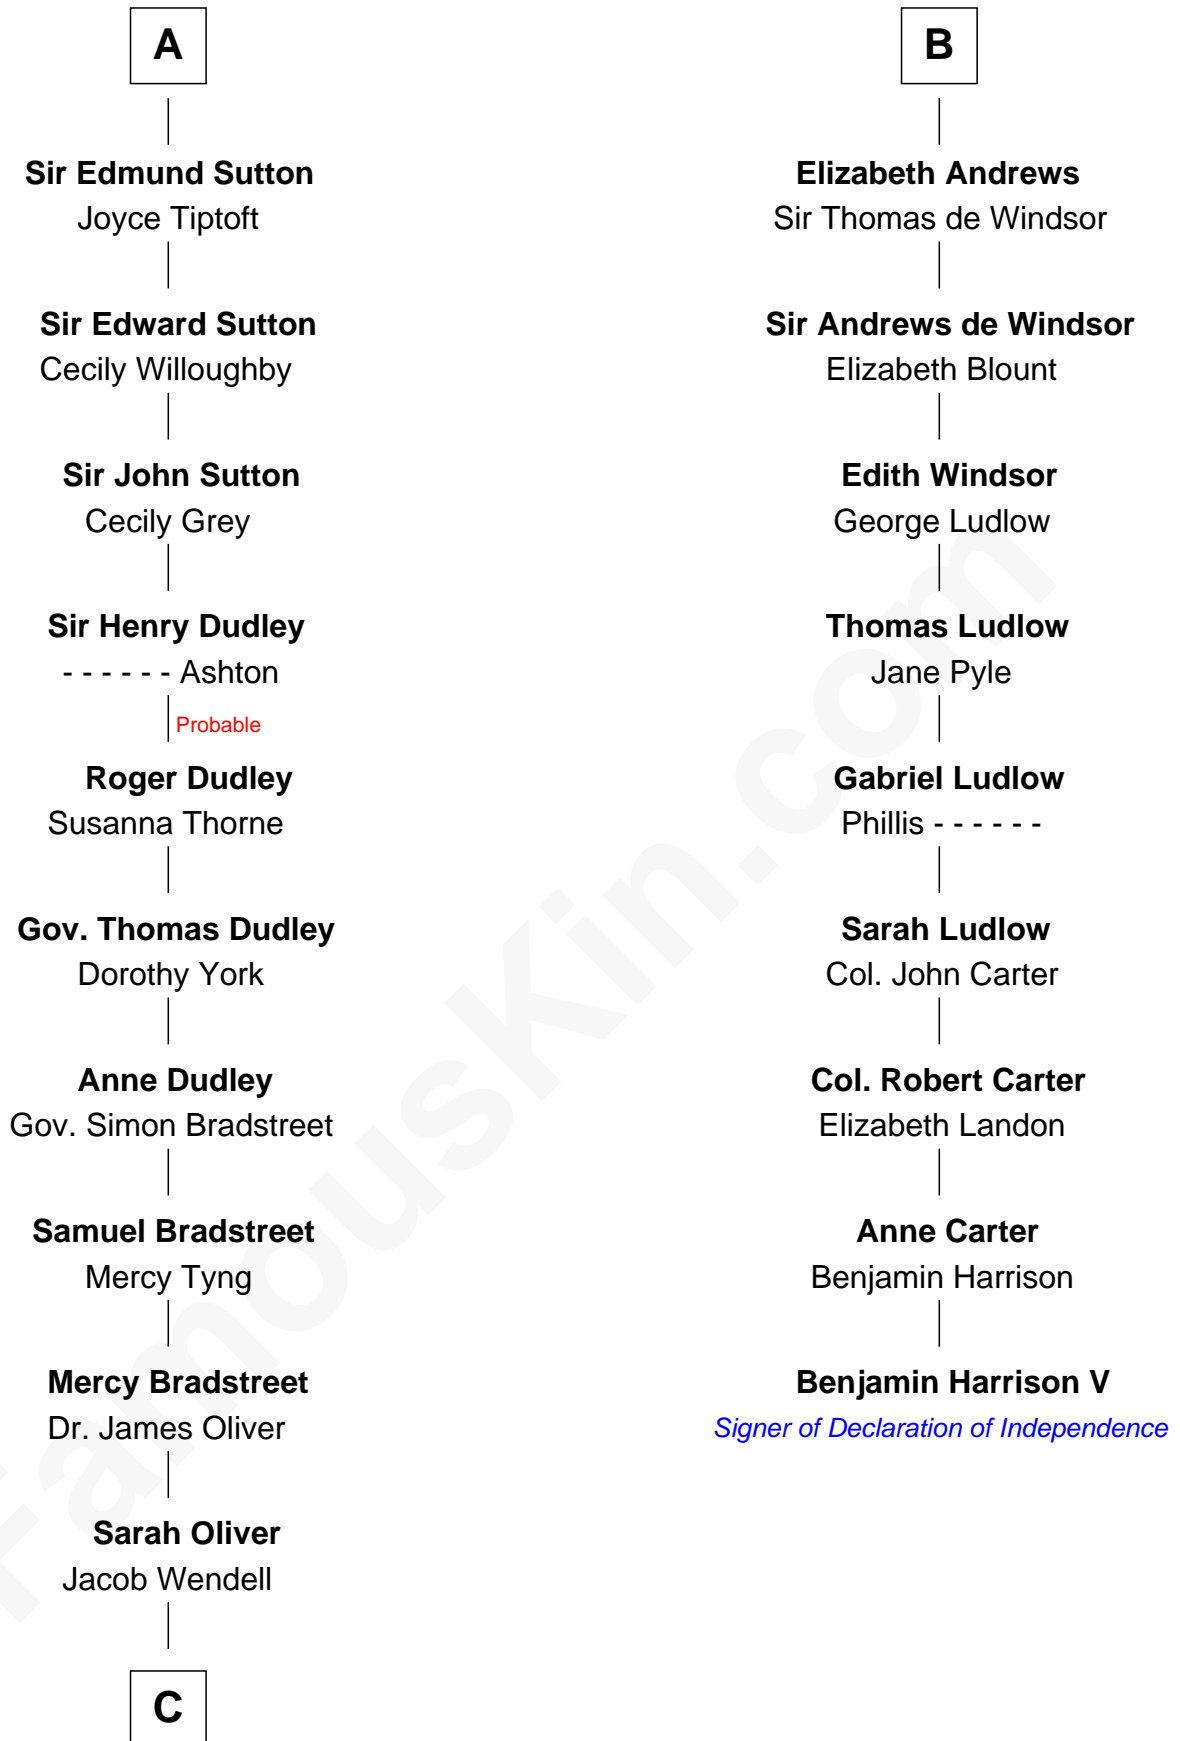 A
Sir Edmund Sutton
Joyce Tiptoft
Sir Edward Sutton
Cecily Willoughby
Sir John Sutton
Cecily Grey
Sir Henry Dudley
- - - - - - Ashton
Probable
Roger Dudley
Susanna Thorne
Gov. Thomas Dudley
Dorothy York
Anne Dudley
Gov. Simon Bradstreet
Samuel Bradstreet
Mercy Tyng
Mercy Bradstreet
Dr. James Oliver
Sarah Oliver
Jacob Wendell
C
B
Elizabeth Andrews
Sir Thomas de Windsor
Sir Andrews de Windsor
Elizabeth Blount
Edith Windsor
George Ludlow
Thomas Ludlow
Jane Pyle
Gabriel Ludlow
Phillis - - - - - -
Sarah Ludlow
Col. John Carter
Col. Robert Carter
Elizabeth Landon
Anne Carter
Benjamin Harrison
Benjamin Harrison V
Signer of Declaration of Independence
FamousKin.com